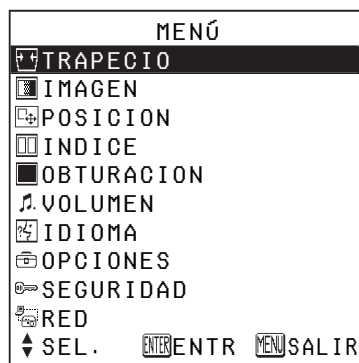 MENÚ
TRAPECIO
IMAGEN
POSICION
INDICE
OBTURACION
VOLUMEN
IDIOMA
OPCIONES
SEGURIDAD
RED
SEL. ENTER ENTR MENU SALIR